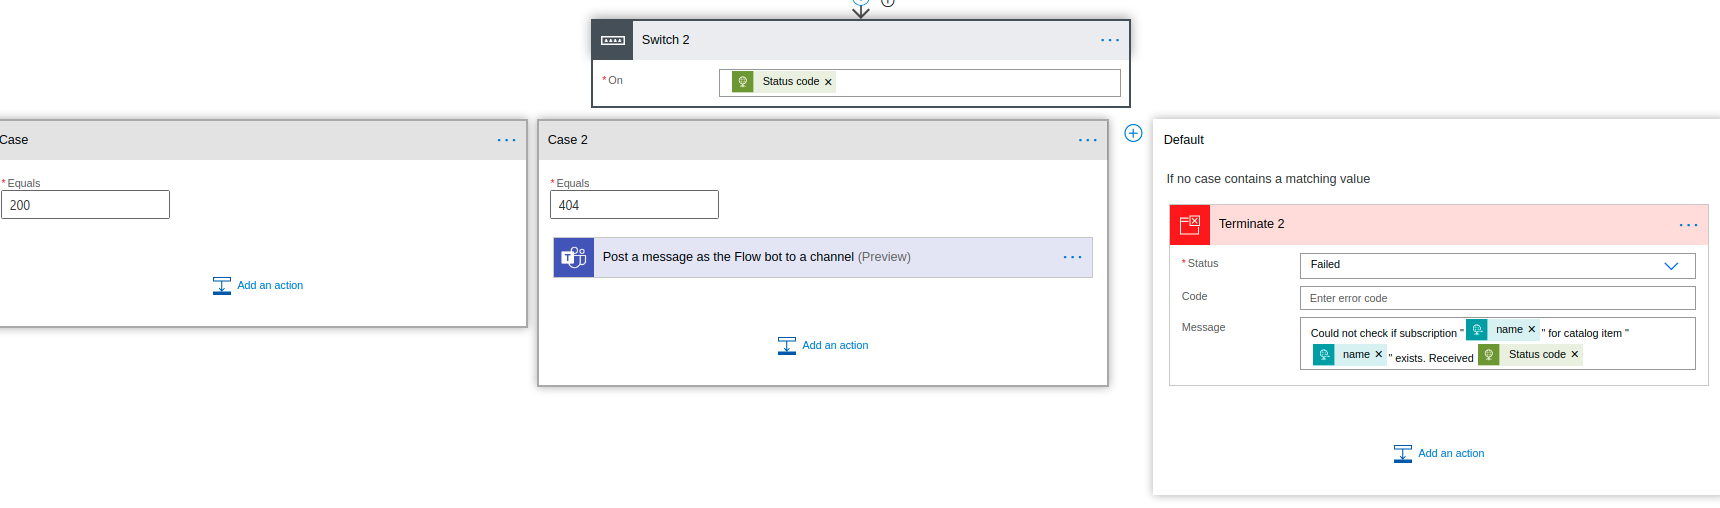 Switch 2
* On
Status code ×
Case
* Equals
200
Add an action
Case 2
* Equals
404
Post a message as the Flow bot to a channel (Preview)
Add an action
Default
If no case contains a matching value
Terminate 2
* Status
Failed
Code
Enter error code
Message
Could not check if subscription " name × " for catalog item "
name × " exists. Received Status code ×
Add an action